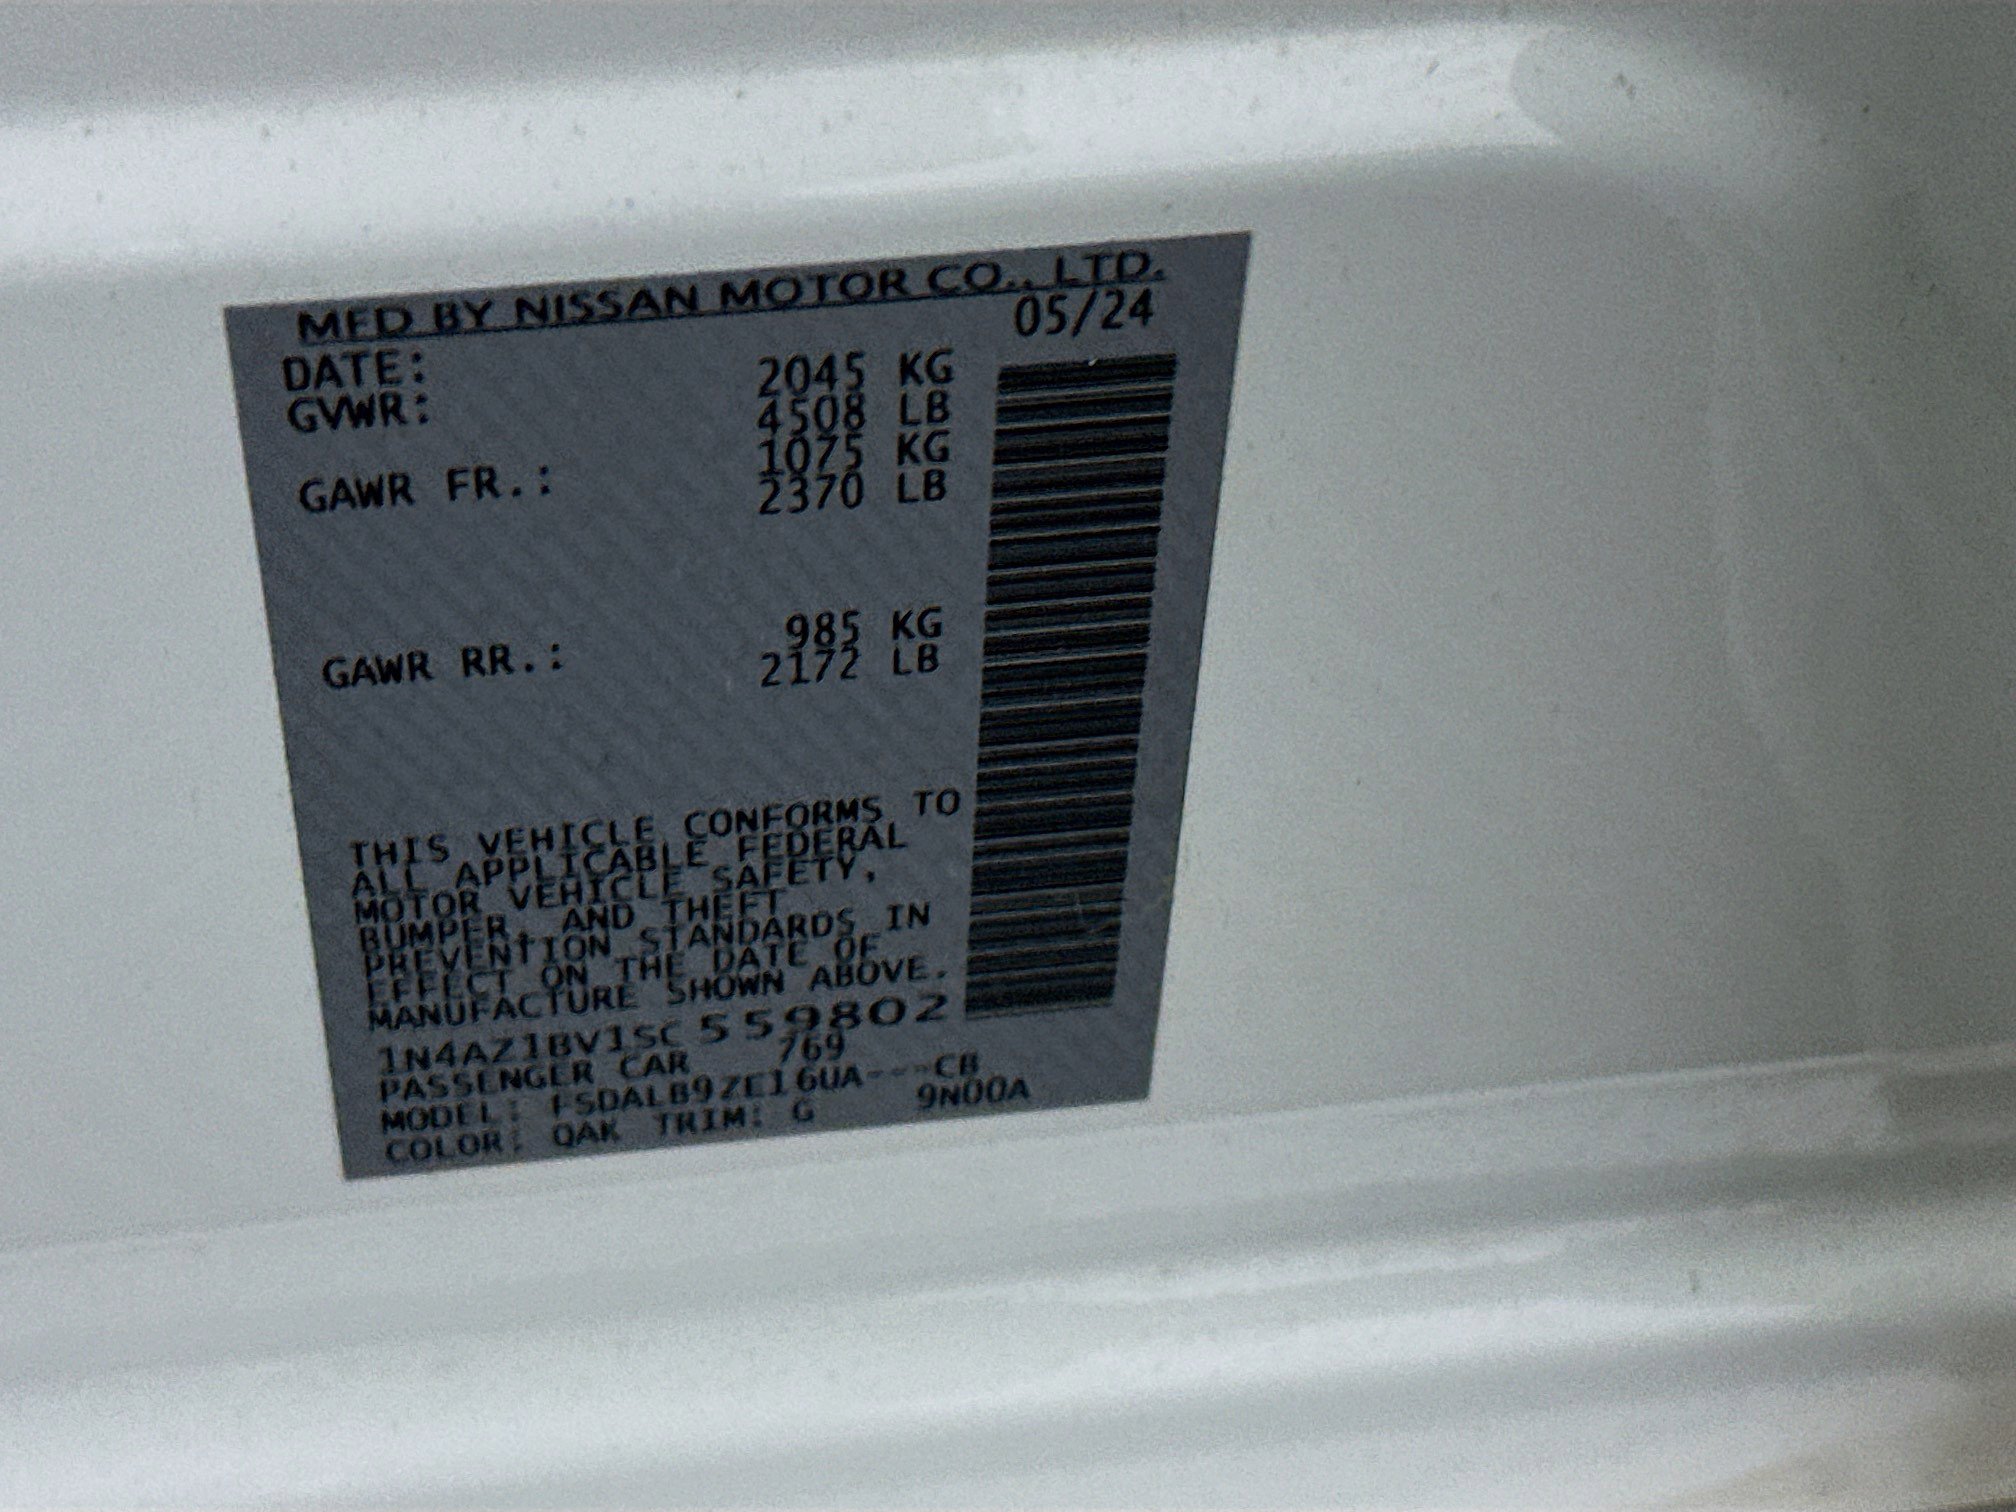 MFD BY NISSAN MOTOR CO., LTD.
DATE: 05/24
GVWR: 2045 KG
4508 LB
GAWR FR.: 1075 KG
2370 LB
GAWR RR.: 985 KG
2172 LB
THIS VEHICLE CONFORMS TO
ALL APPLICABLE FEDERAL
MOTOR VEHICLE SAFETY,
BUMPER, AND THEFT
PREVENTION STANDARDS IN
EFFECT ON THE DATE OF
MANUFACTURE SHOWN ABOVE.
1N4AZ1BV1SC559802
PASSENGER CAR 769
MODEL: FSDALB9ZE16UA---CB
COLOR: QAK TRIM: G 9N00A